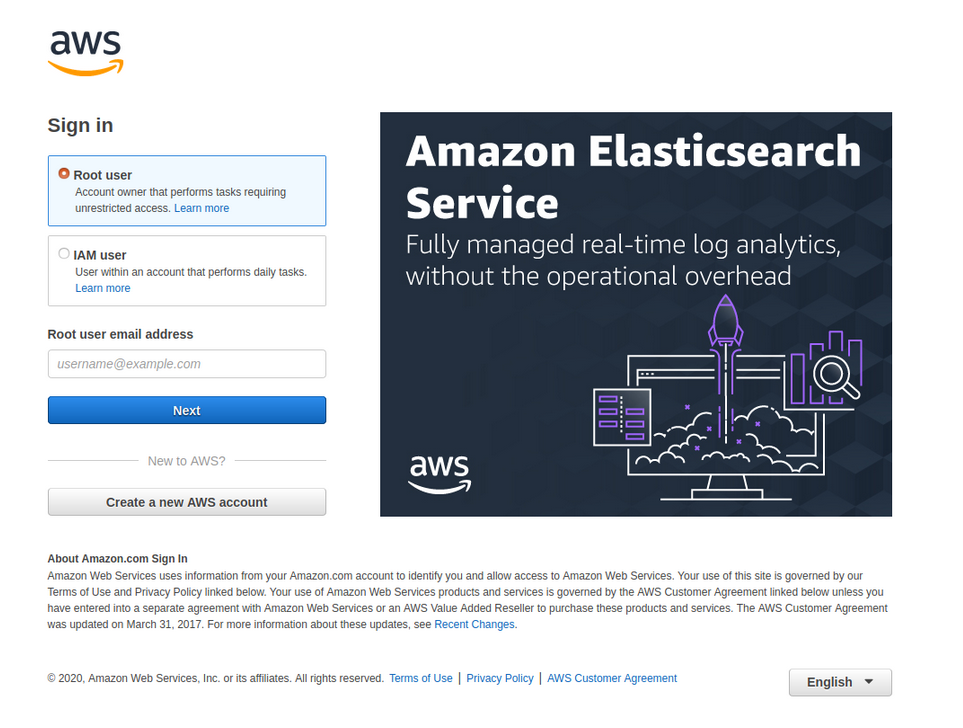 aws
Sign in
Root user
Account owner that performs tasks requiring
unrestricted access. Learn more
IAM user
User within an account that performs daily tasks.
Learn more
Root user email address
username@example.com
Next
New to AWS?
Create a new AWS account
Amazon Elasticsearch
Service
Fully managed real-time log analytics,
without the operational overhead
aws
About Amazon.com Sign In
Amazon Web Services uses information from your Amazon.com account to identify you and allow access to Amazon Web Services. Your use of this site is governed by our
Terms of Use and Privacy Policy linked below. Your use of Amazon Web Services products and services is governed by the AWS Customer Agreement linked below unless you
have entered into a separate agreement with Amazon Web Services or an AWS Value Added Reseller to purchase these products and services. The AWS Customer Agreement
was updated on March 31, 2017. For more information about these updates, see Recent Changes.
© 2020, Amazon Web Services, Inc. or its affiliates. All rights reserved. Terms of Use | Privacy Policy | AWS Customer Agreement
English